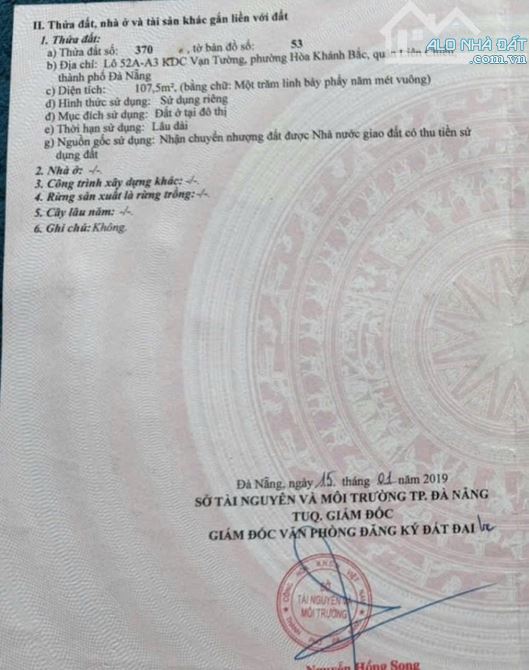 II. Thửa đất, nhà ở và tài sản khác gắn liền với đất
ALO NHÀ ĐẤT
1. Thửa đất:
a) Thửa đất số: 370 , tờ bản đồ số: 53
b) Địa chỉ: Lô 52A-A3 KDC Vạn Tường, phường Hòa Khánh Bắc, quận Liên Chiểu,
thành phố Đà Nẵng
c) Diện tích: 107,5m², (bằng chữ: Một trăm linh bảy phẩy năm mét vuông)
d) Hình thức sử dụng: Sử dụng riêng
đ) Mục đích sử dụng: Đất ở tại đô thị
e) Thời hạn sử dụng: Lâu dài
g) Nguồn gốc sử dụng: Nhận chuyển nhượng đất được Nhà nước giao đất có thu tiền sử
dụng đất
2. Nhà ở: -/-.
3. Công trình xây dựng khác: -/-.
4. Rừng sản xuất là rừng trồng: -/-.
5. Cây lâu năm: -/-.
6. Ghi chú: Không.
Đà Nẵng, ngày 15 tháng 01 năm 2019
SỞ TÀI NGUYÊN VÀ MÔI TRƯỜNG TP. ĐÀ NẴNG
TUQ. GIÁM ĐỐC
GIÁM ĐỐC VĂN PHÒNG ĐĂNG KÝ ĐẤT ĐAI
SỞ
TÀI NGUYÊN VÀ
MÔI TRƯỜNG
Nguyễn Hồng Song